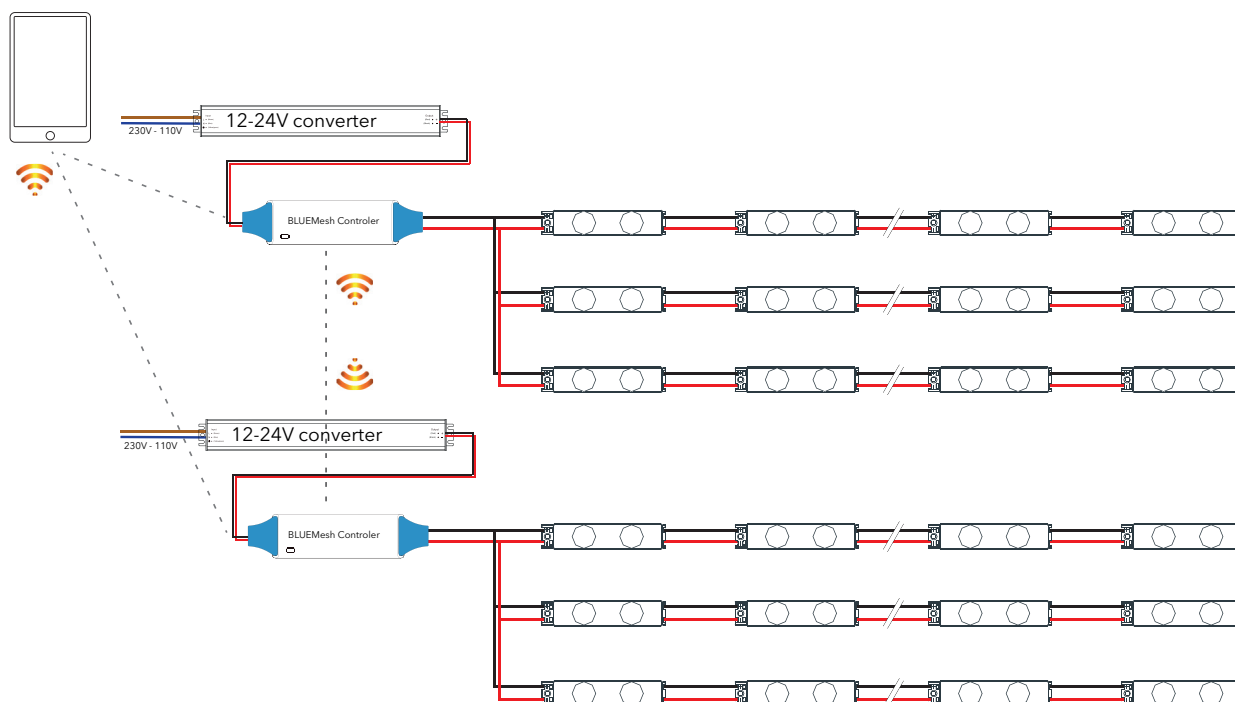 12-24V converter
230V - 110V
BLUEMesh Controler
12-24V converter
230V - 110V
BLUEMesh Controler